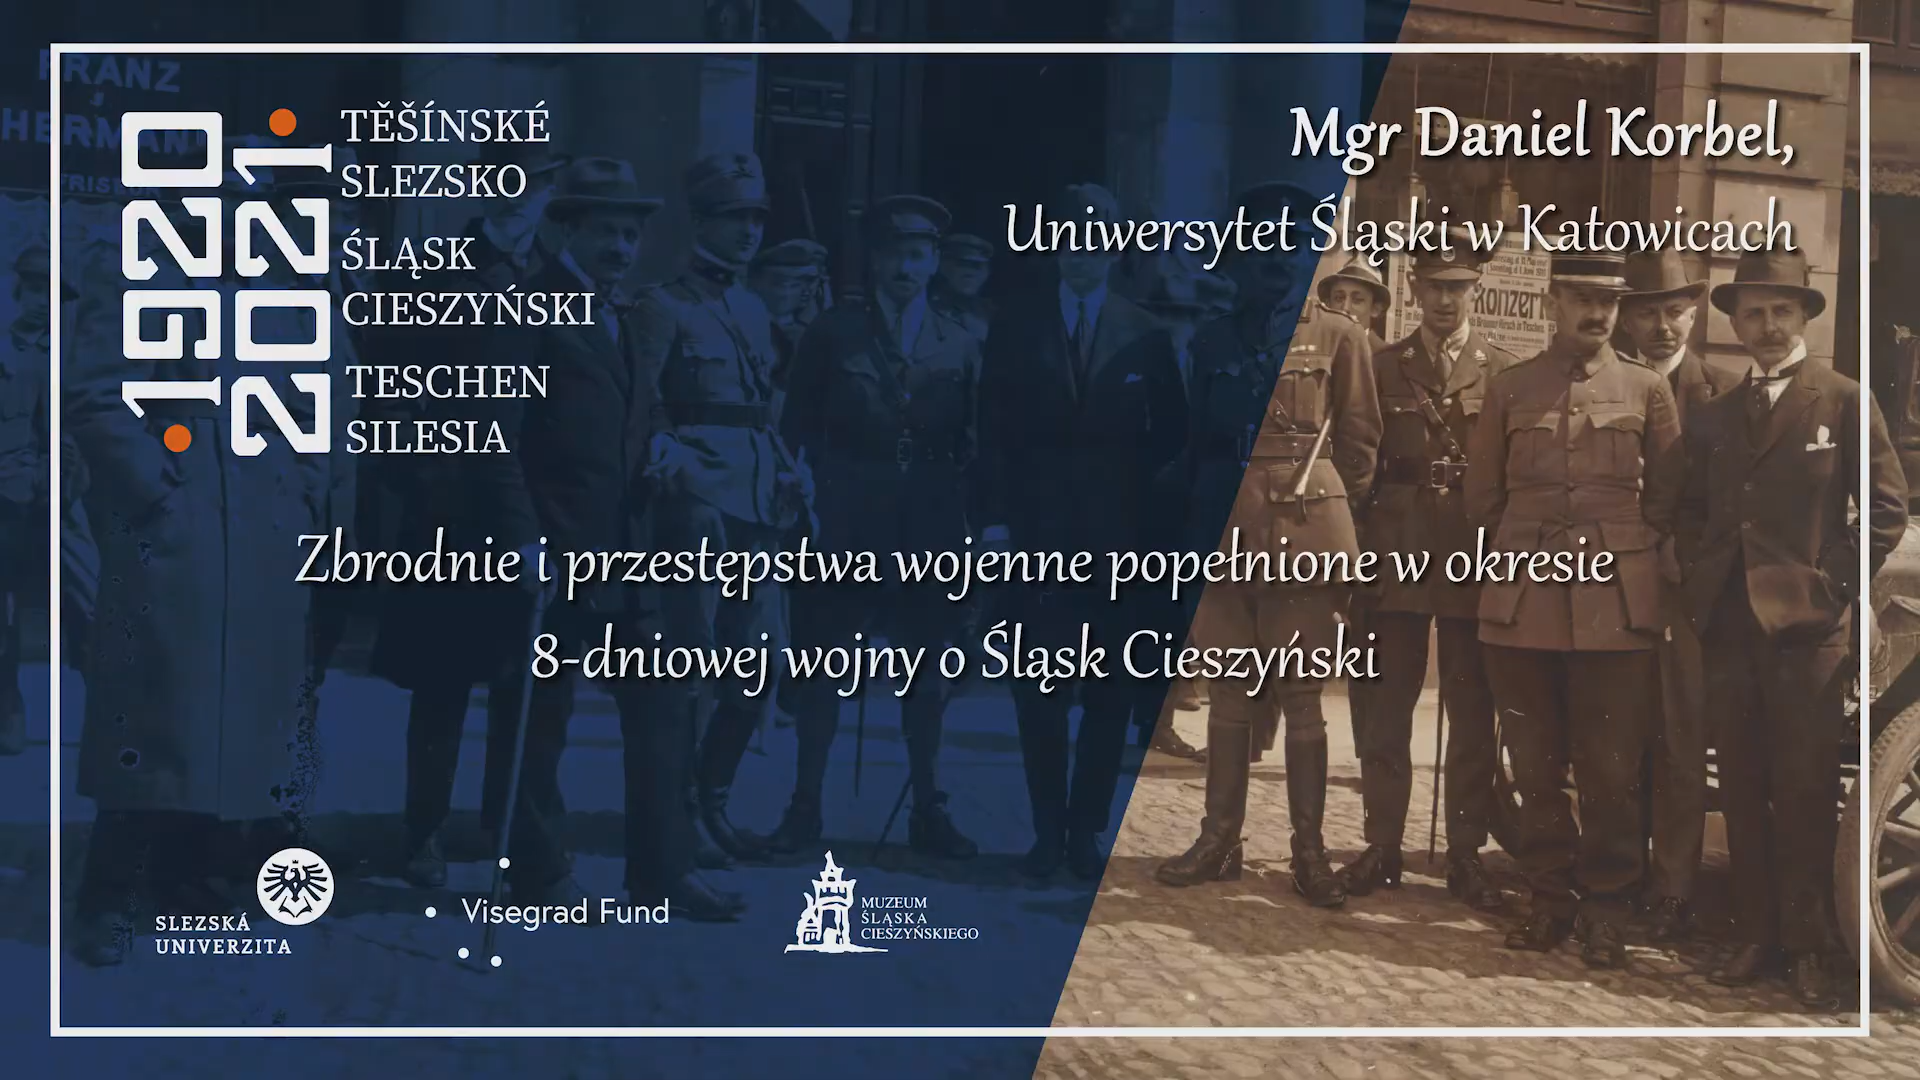 FRANZ
HERMANN
1920
2021
TĚŠÍNSKÉ
SLEZSKO
ŚLĄSK
CIESZYŃSKI
TESCHEN
SILESIA
Mgr Daniel Korbel,
Uniwersytet Śląski w Katowicach
konzert
Zbrodnie i przestępstwa wojenne popełnione w okresie
8-dniowej wojny o Śląsk Cieszyński
SLEZSKÁ
UNIVERZITA
Visegrad Fund
MUZEUM
ŚLĄSKA
CIESZYŃSKIEGO